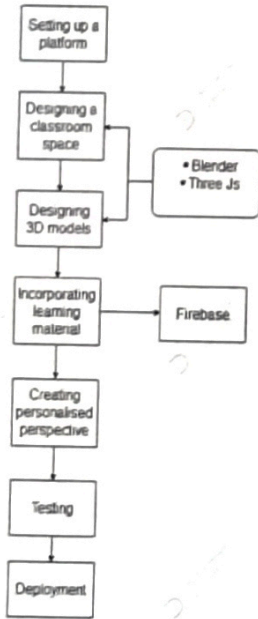 Setting up a
platform
Designing a
classroom
space
• Blender
• Three Js
Designing
3D models
Incorporating
learning
material
Firebase
Creating
personalised
perspective
Testing
Deployment